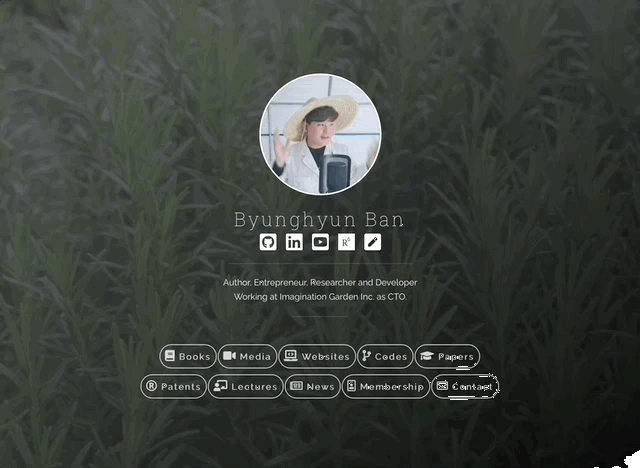 Byunghyun Ban
R⁶
Author, Entrepreneur, Researcher and Developer
Working at Imagination Garden Inc. as CTO.
Books Media Websites Codes Papers
Patents Lectures News Membership Contact